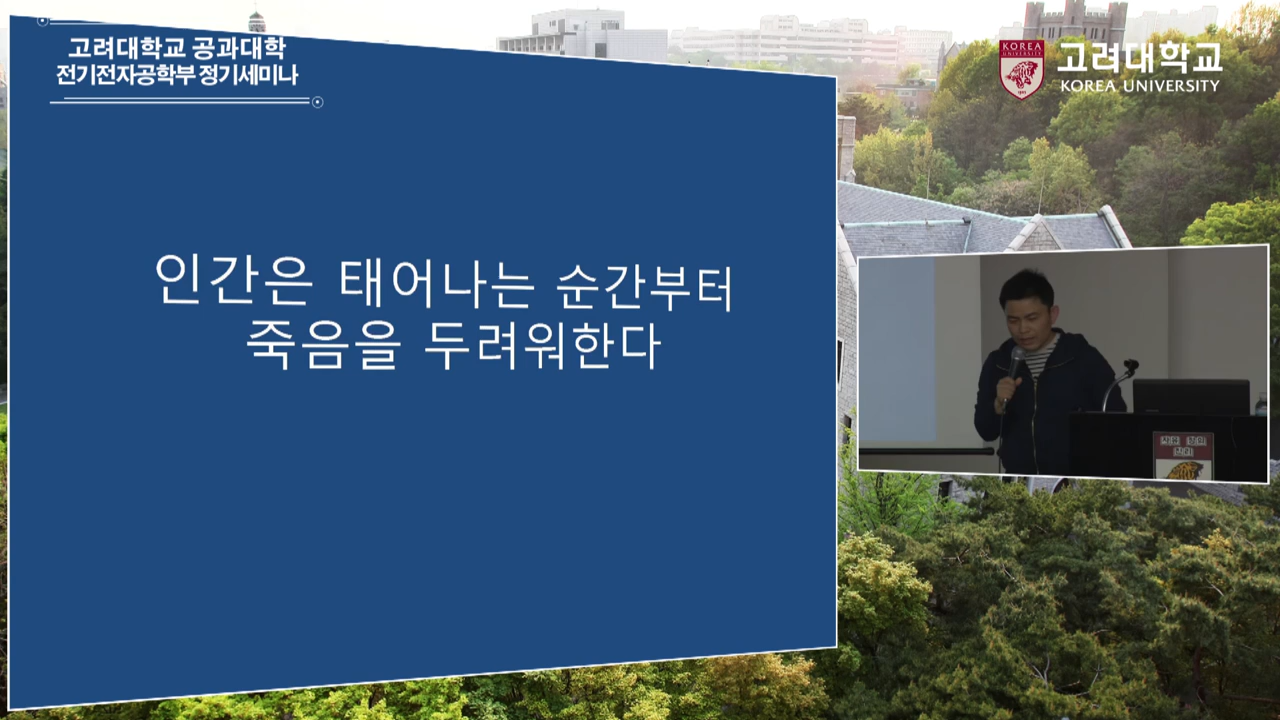 고려대학교 공과대학
전기전자공학부 정기세미나
KOREA
UNIVERSITY
고려대학교
KOREA UNIVERSITY
인간은 태어나는 순간부터
죽음을 두려워한다